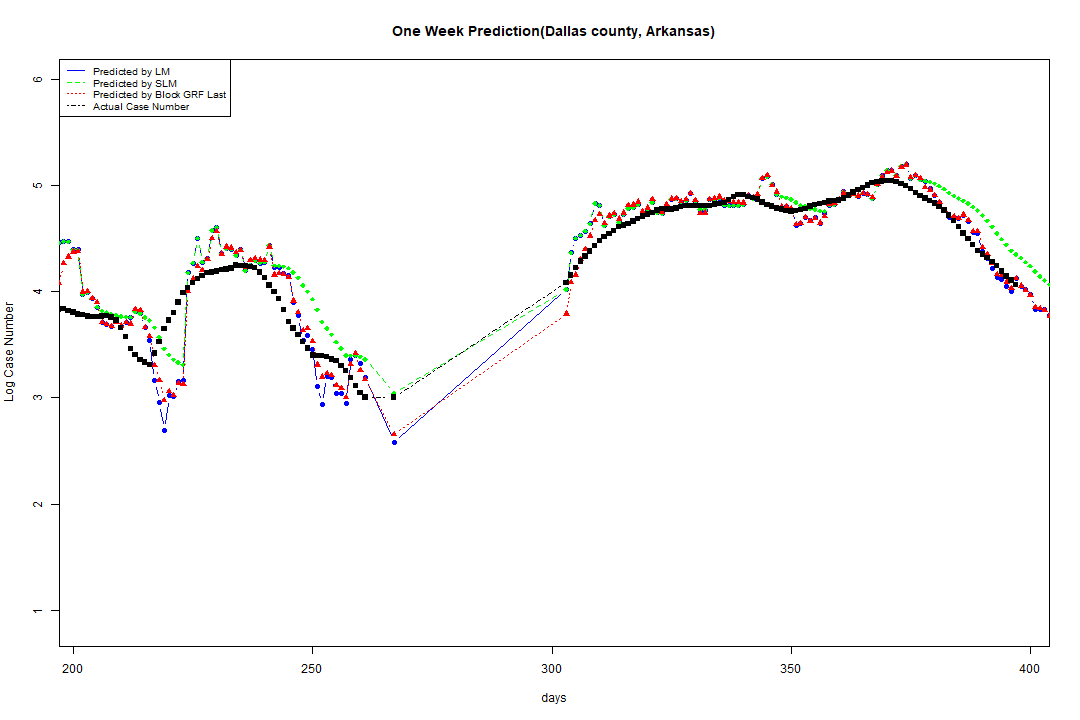 One Week Prediction(Dallas county, Arkansas)
Predicted by LM
Predicted by SLM
Predicted by Block GRF Last
Actual Case Number
6
5
4
3
2
1
Log Case Number
200 250 300 350 400
days